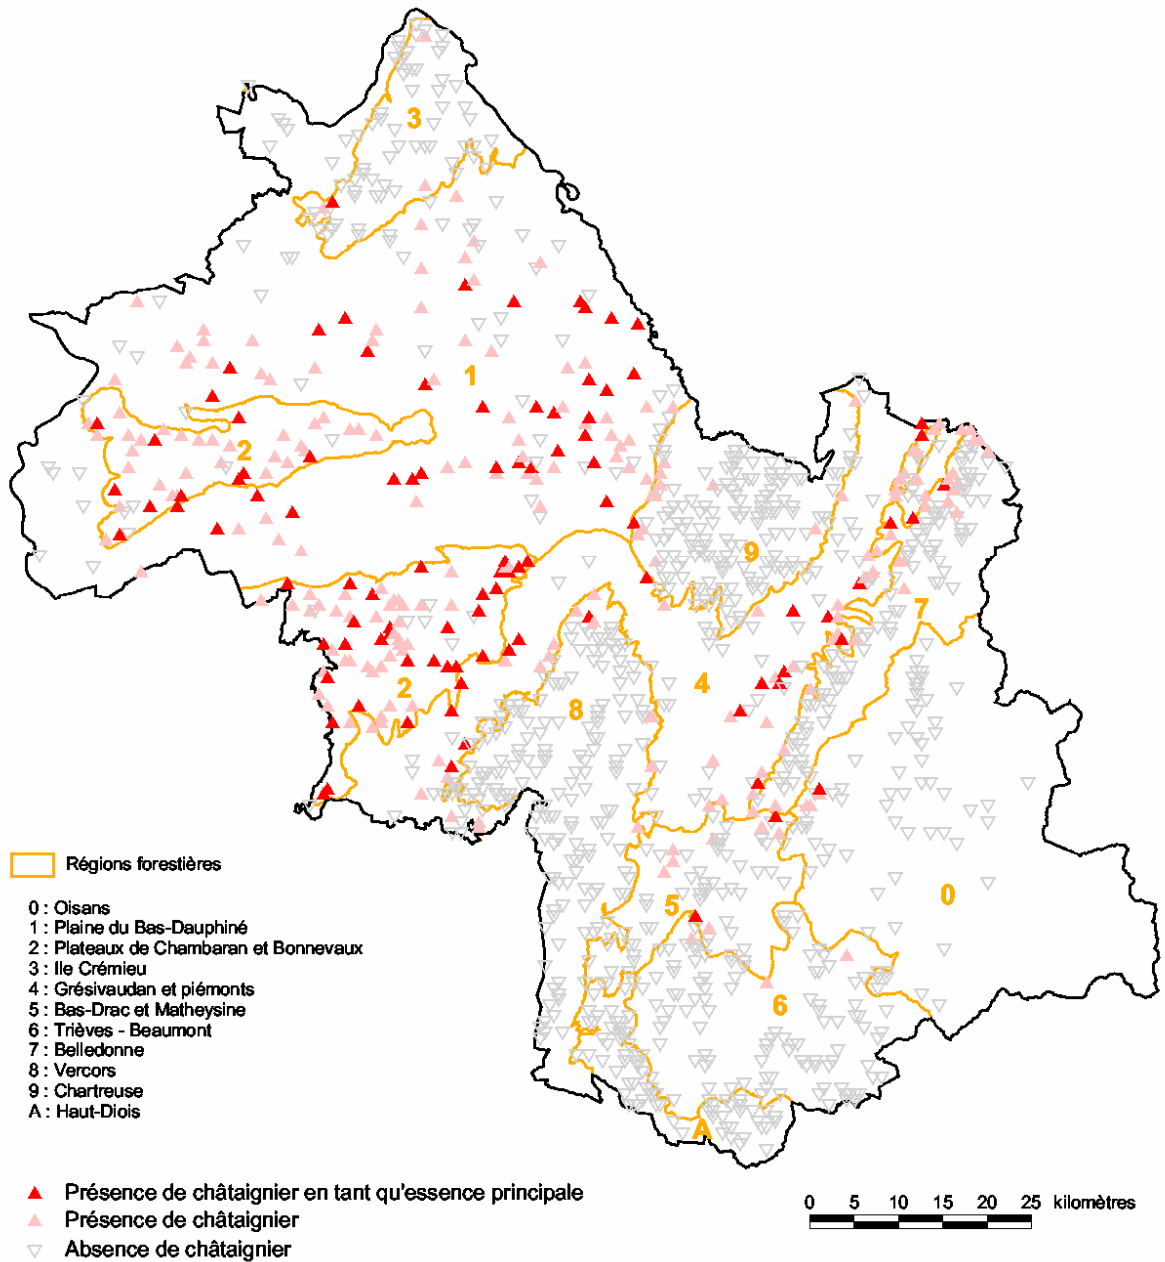 3
1
2
9
7
4
2
8
5
0
6
A
Régions forestières
0 : Oisans
1 : Plaine du Bas-Dauphiné
2 : Plateaux de Chambaran et Bonnevaux
3 : Ile Crémieu
4 : Grésivaudan et piémonts
5 : Bas-Drac et Matheysine
6 : Trièves - Beaumont
7 : Belledonne
8 : Vercors
9 : Chartreuse
A : Haut-Diois
Présence de châtaignier en tant qu'essence principale
Présence de châtaignier
Absence de châtaignier
0 5 10 15 20 25 kilomètres